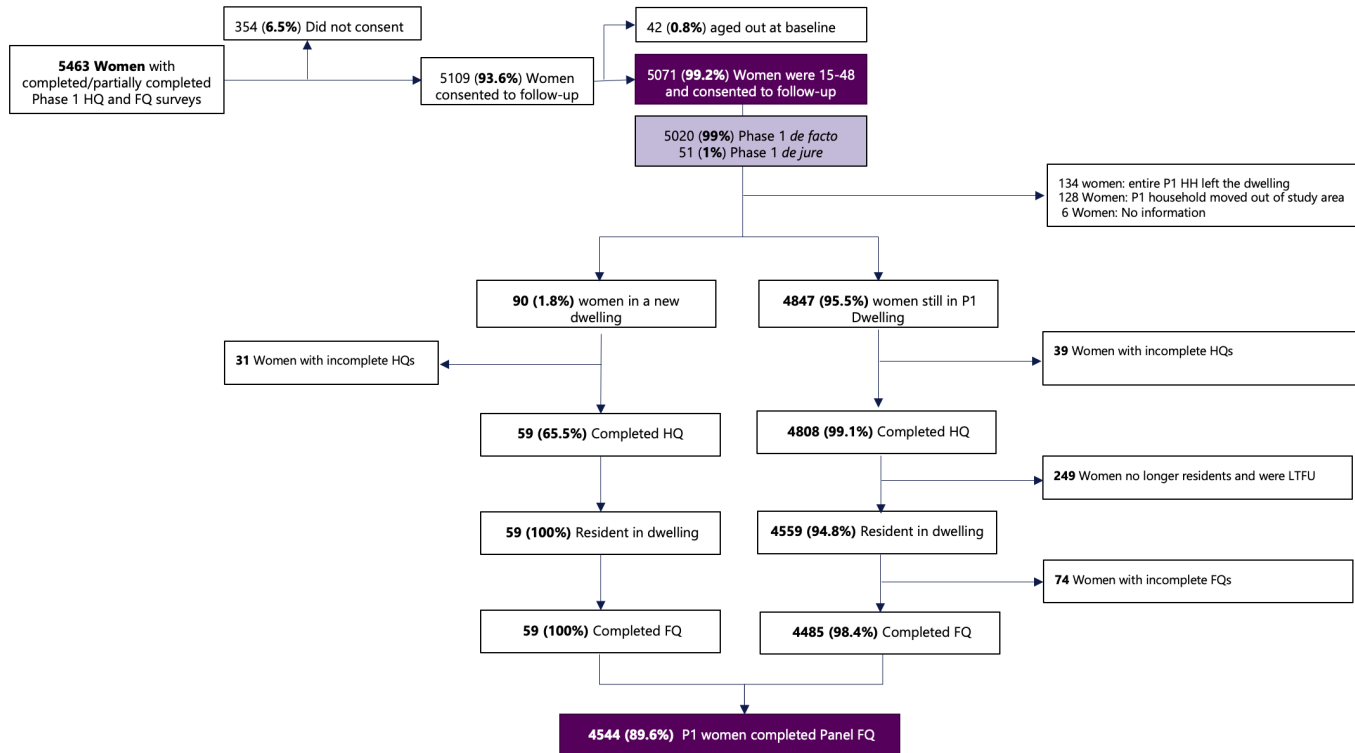 354 (6.5%) Did not consent
42 (0.8%) aged out at baseline
5463 Women with
completed/partially completed
Phase 1 HQ and FQ surveys
5109 (93.6%) Women
consented to follow-up
5071 (99.2%) Women were 15-48
and consented to follow-up
5020 (99%) Phase 1 de facto
51 (1%) Phase 1 de jure
134 women: entire P1 HH left the dwelling
128 Women: P1 household moved out of study area
6 Women: No information
90 (1.8%) women in a new
dwelling
4847 (95.5%) women still in P1
Dwelling
31 Women with incomplete HQs
39 Women with incomplete HQs
59 (65.5%) Completed HQ
4808 (99.1%) Completed HQ
249 Women no longer residents and were LTFU
59 (100%) Resident in dwelling
4559 (94.8%) Resident in dwelling
74 Women with incomplete FQs
59 (100%) Completed FQ
4485 (98.4%) Completed FQ
4544 (89.6%) P1 women completed Panel FQ